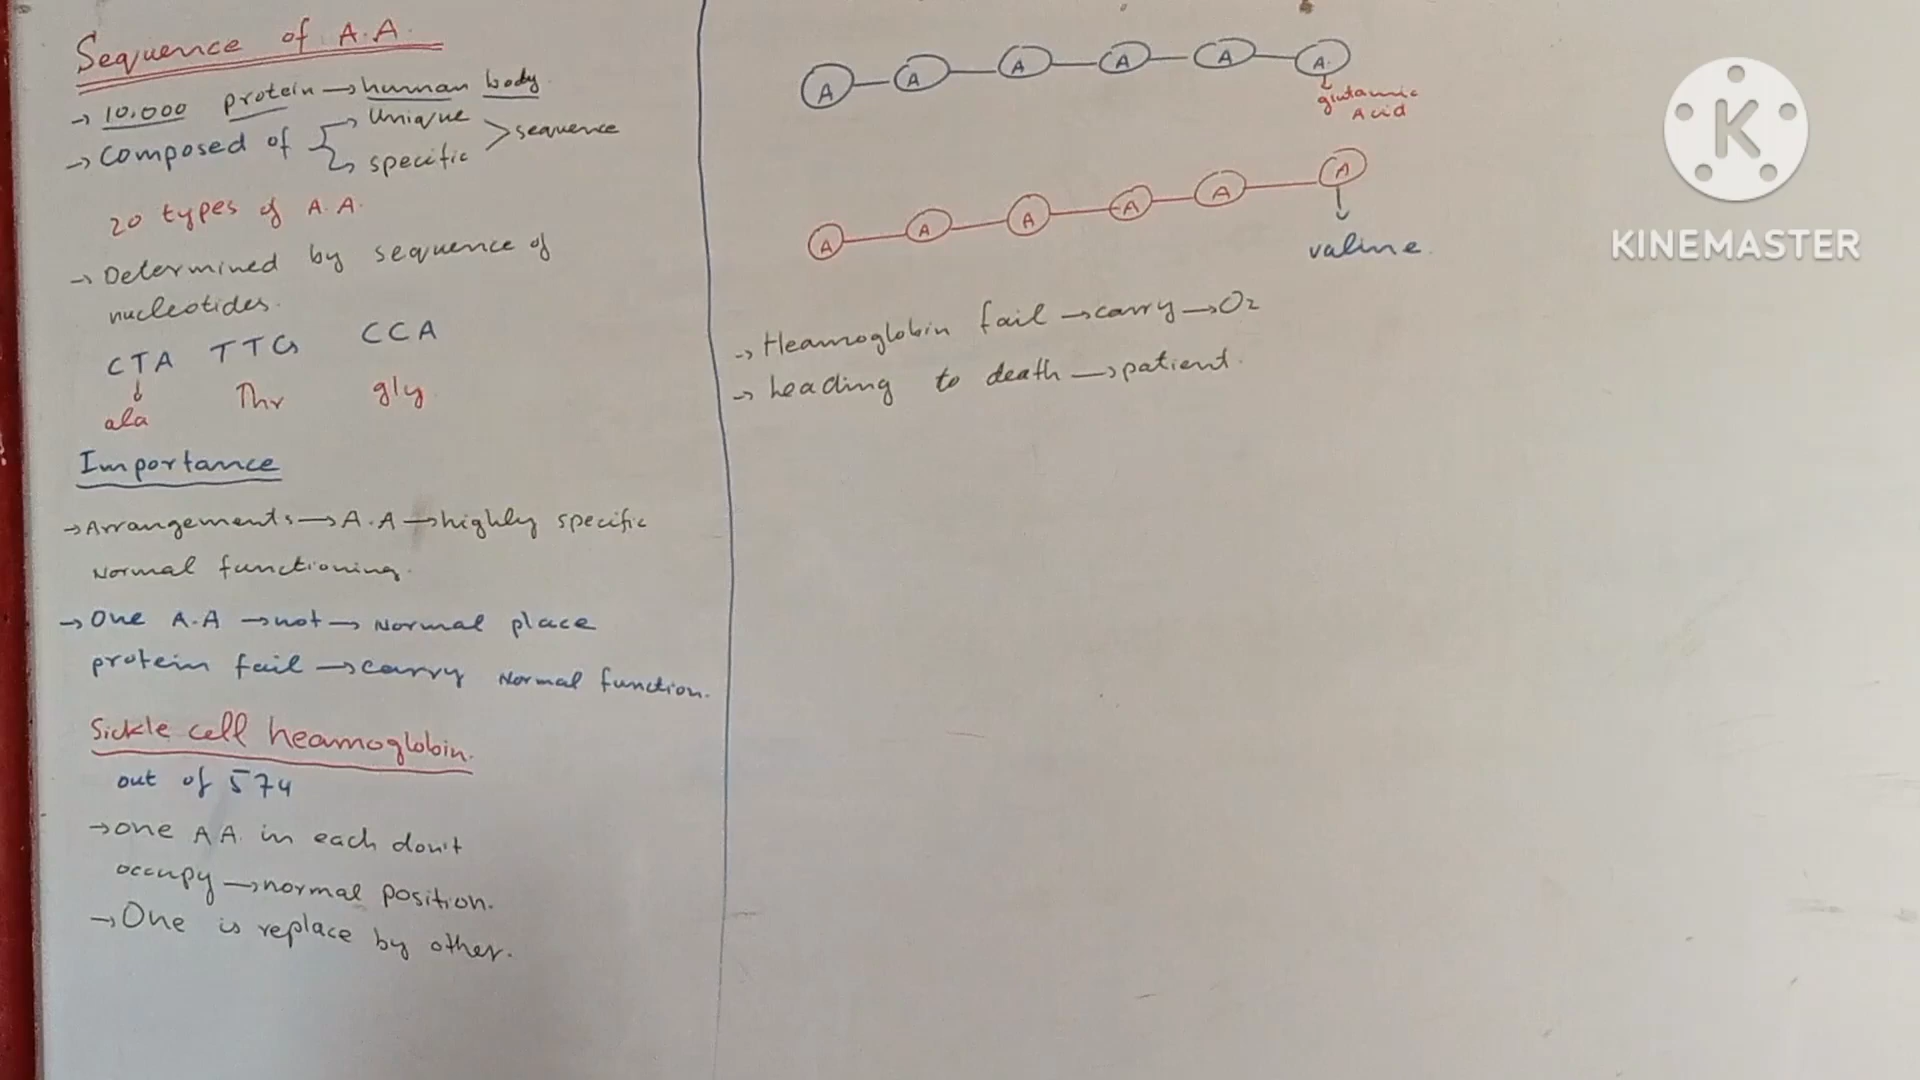 Sequence of A.A.
→ 10,000 protein → human body.
→ Composed of → unique → specific > sequence
20 types of A.A.
→ Determined by sequence of
nucleotides.
CTA TTG CCA
↓
ala Thr gly
Importance
→ Arrangements → A.A → highly specific
Normal functioning.
→ One A.A → not → Normal place
protein fail → carry Normal function.
Sickle cell heamoglobin.
out of 574
→ one A A. in each don't
occupy → normal position.
→ One is replace by other.
A — A — A — A — A — A.
↓
glutamic
Acid
A — A — A — A — A — A
↓
valine.
→ Heamoglobin fail → carry → O2
→ heading to death → patient.
K
KINEMASTER